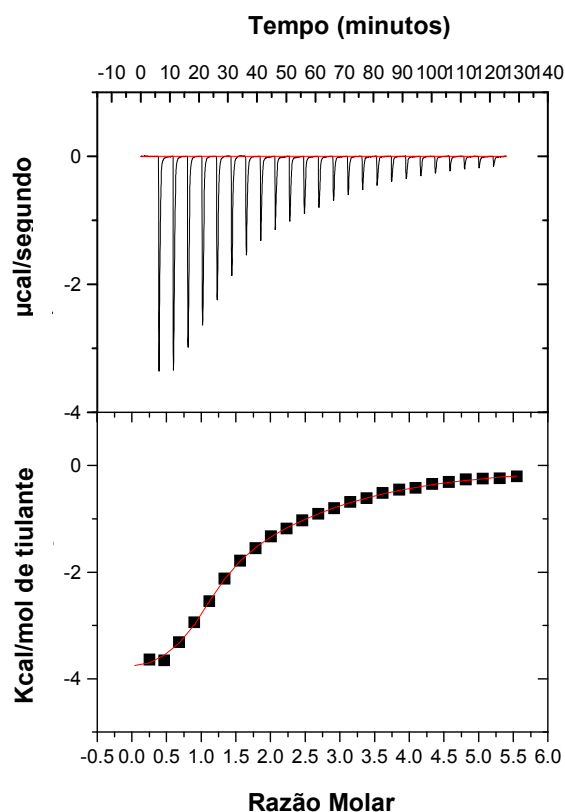 Tempo (minutos)
-10 0 10 20 30 40 50 60 70 80 90 100 110 120 130 140
0
-2
-4
µcal/segundo
0
-2
-4
Kcal/mol de tiulante
-0.5 0.0 0.5 1.0 1.5 2.0 2.5 3.0 3.5 4.0 4.5 5.0 5.5 6.0
Razão Molar